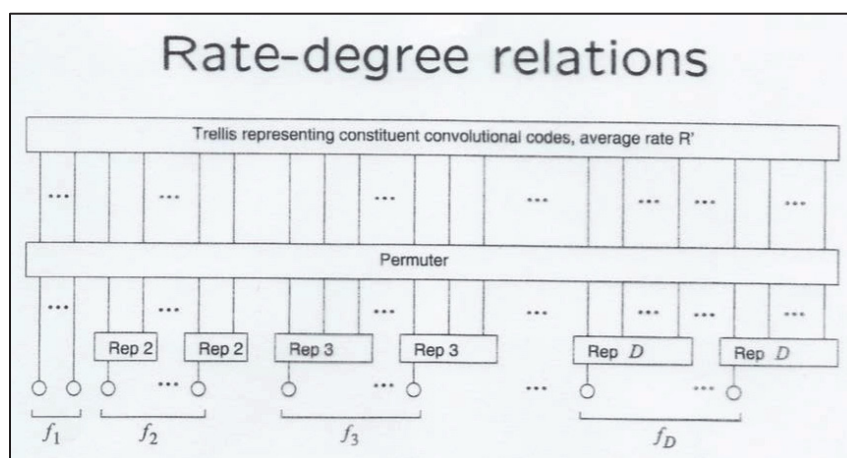 Rate-degree relations
Trellis representing constituent convolutional codes, average rate R'
... ... ... ... ... ... ...
Permuter
... ... ... ... ... ... ...
Rep 2 Rep 2 Rep 3 Rep 3 Rep D Rep D
... ... ... ...
f₁ f₂ f₃ f_D